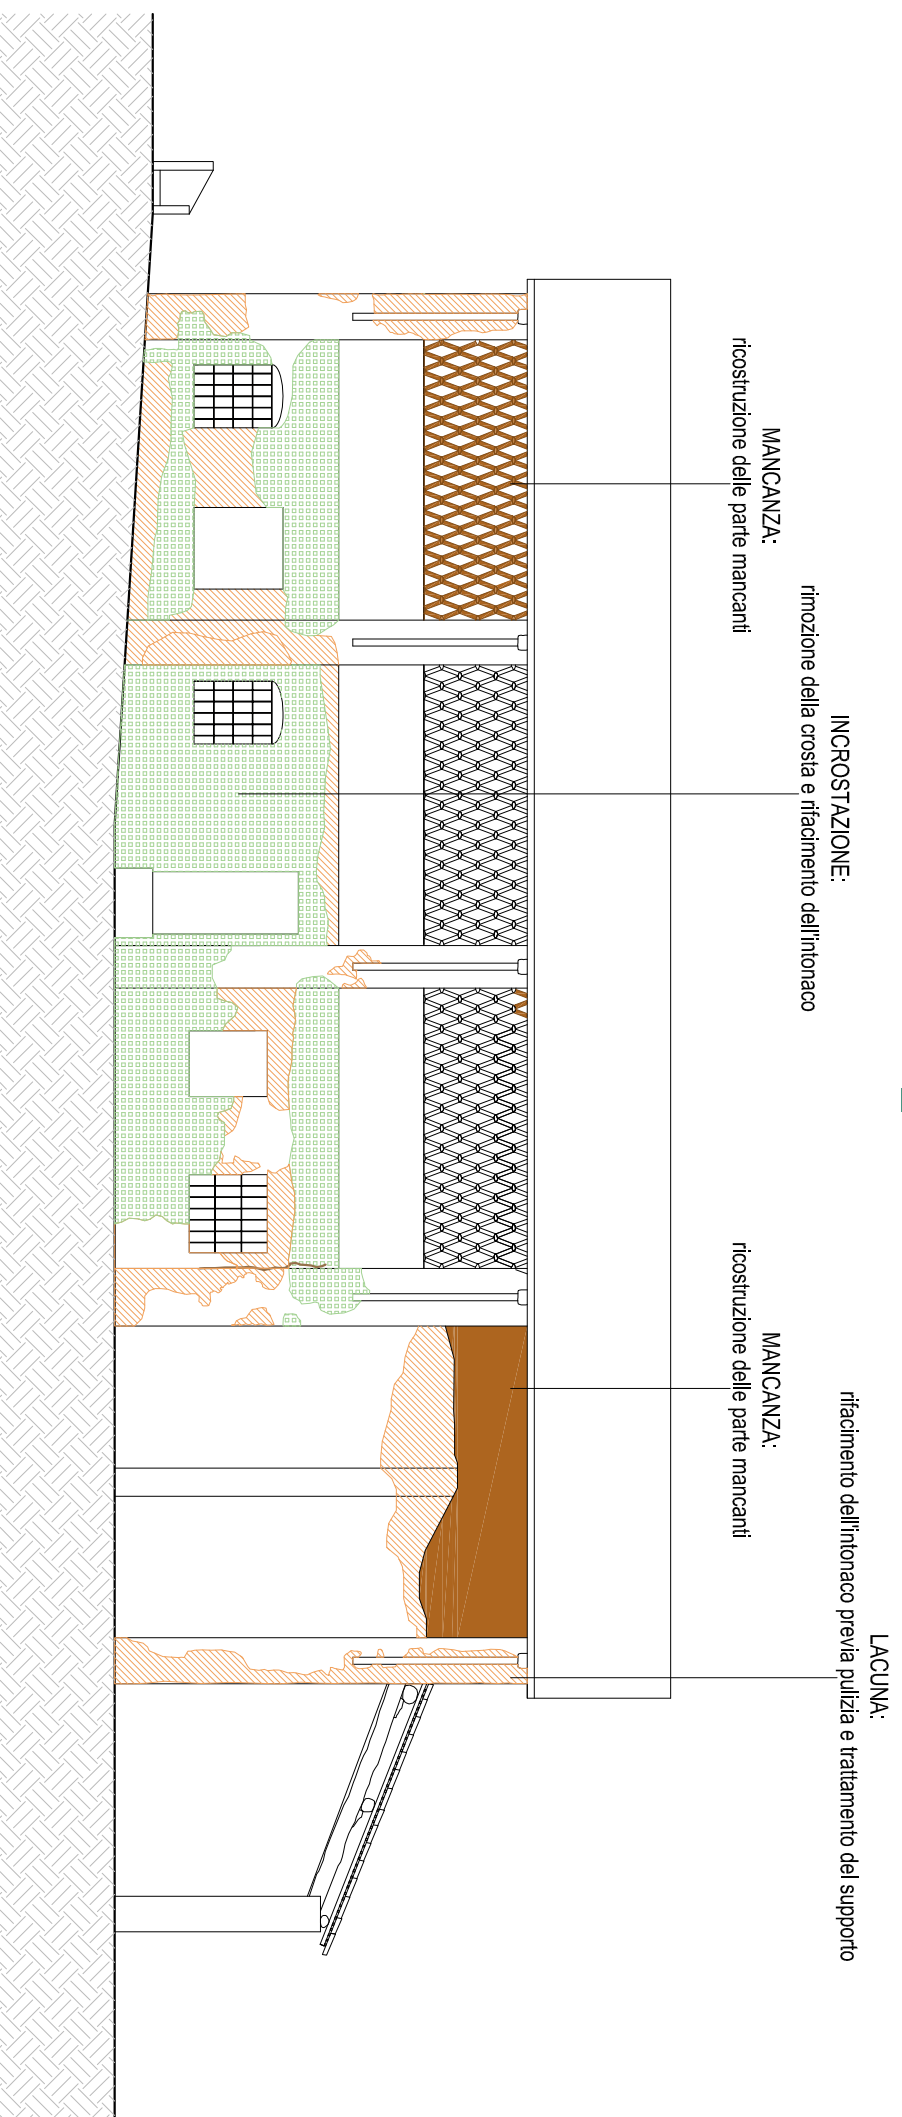 MANCANZA:
ricostruzione delle parte mancanti
INCROSTAZIONE:
rimozione della crosta e rifacimento dell'intonaco
MANCANZA:
ricostruzione delle parte mancanti
LACUNA:
rifacimento dell'intonaco previa pulizia e trattamento del supporto